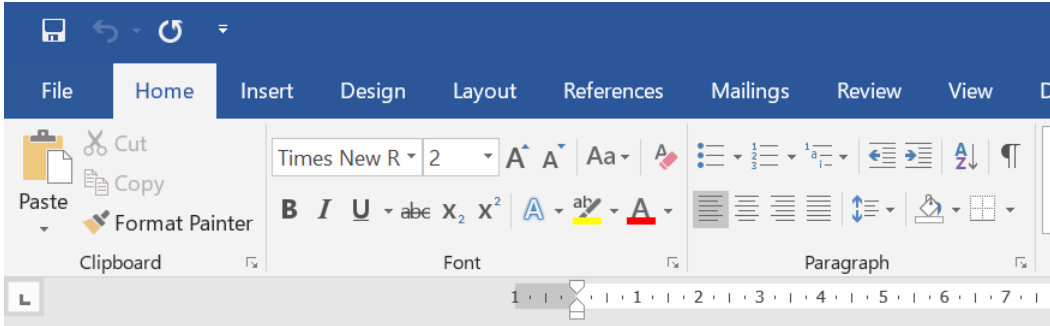 File Home Insert Design Layout References Mailings Review View
Cut
Copy
Paste
Format Painter
Clipboard
Times New R 2 A A Aa
B I U abc X₂ X² A ab A
Font
Paragraph
1 1 2 3 4 5 6 7